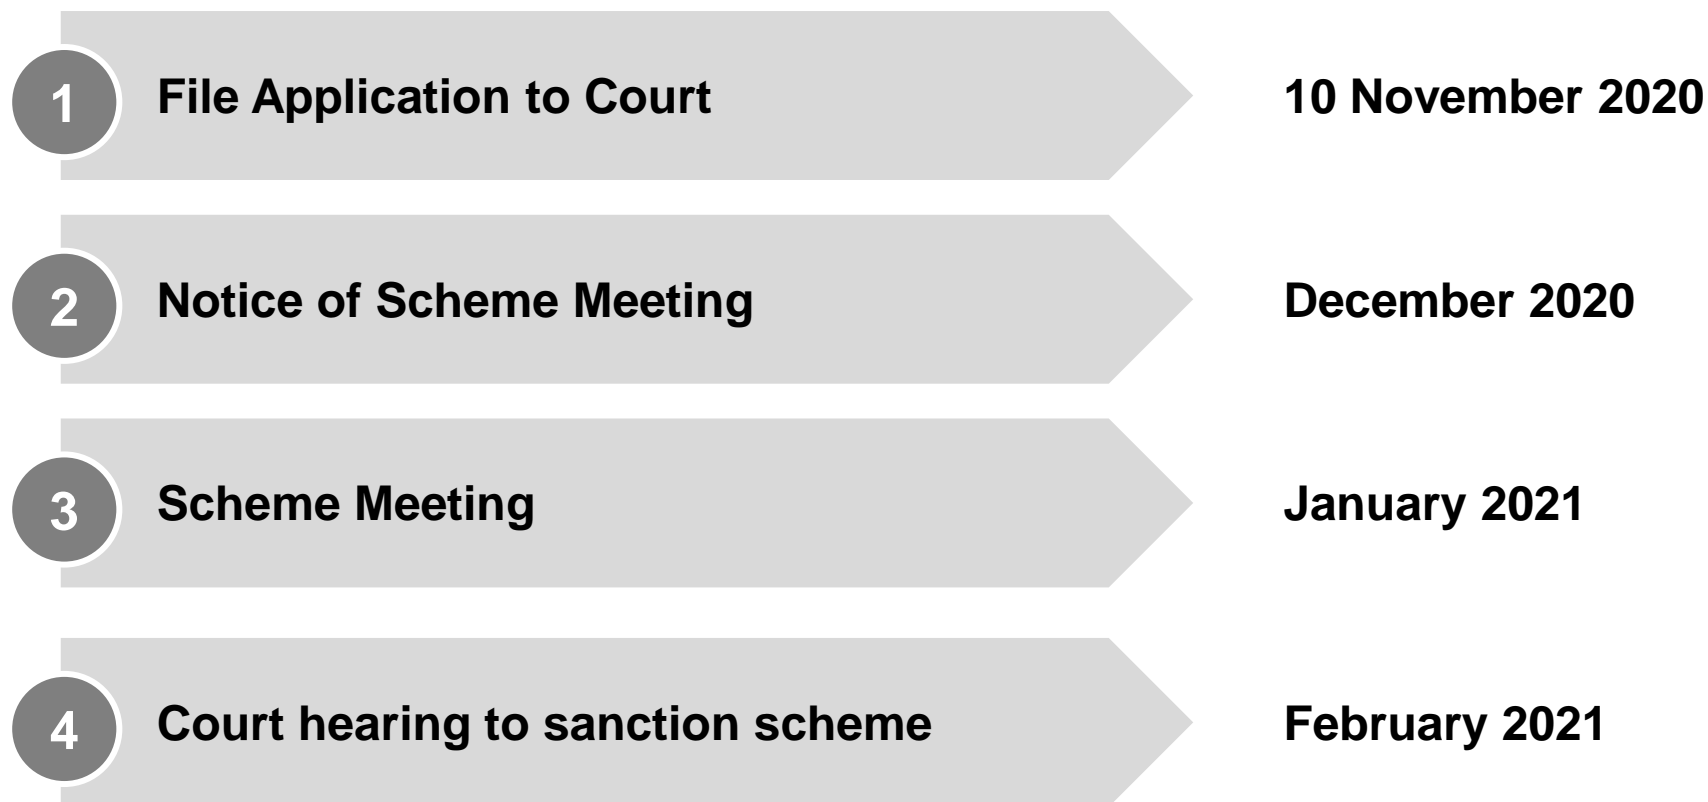 1 File Application to Court 10 November 2020
2 Notice of Scheme Meeting December 2020
3 Scheme Meeting January 2021
4 Court hearing to sanction scheme February 2021